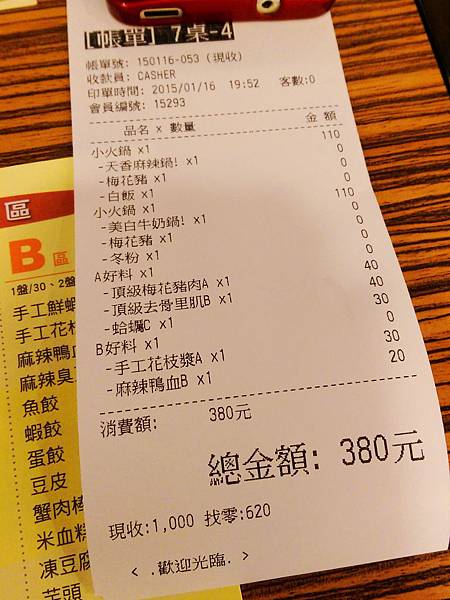 [帳單] 7桌-4
帳單號: 150116-053 (現收)
收款員: CASHER
印單時間: 2015/01/16 19:52 客數:0
會員編號: 15293
品名 x 數量 金 額
小火鍋 x1 110
-天香麻辣鍋! x1 0
-梅花豬 x1 0
-白飯 x1 0
小火鍋 x1 110
-美白牛奶鍋! x1 0
-梅花豬 x1 0
-冬粉 x1 0
A好料 x1 0
-頂級梅花豬肉A x1 40
-頂級去骨里肌B x1 40
-蛤蠣C x1 30
B好料 x1 0
-手工花枝漿A x1 30
-麻辣鴨血B x1 20
消費額: 380元
總金額: 380元
現收:1,000 找零:620
< .歡迎光臨. >
區
B區
1盤/30、2盤
手工鮮蝦
手工花枝
麻辣鴨血
麻辣臭
魚餃
蝦餃
蛋餃
豆皮
蟹肉棒
米血糕
凍豆腐
芋頭